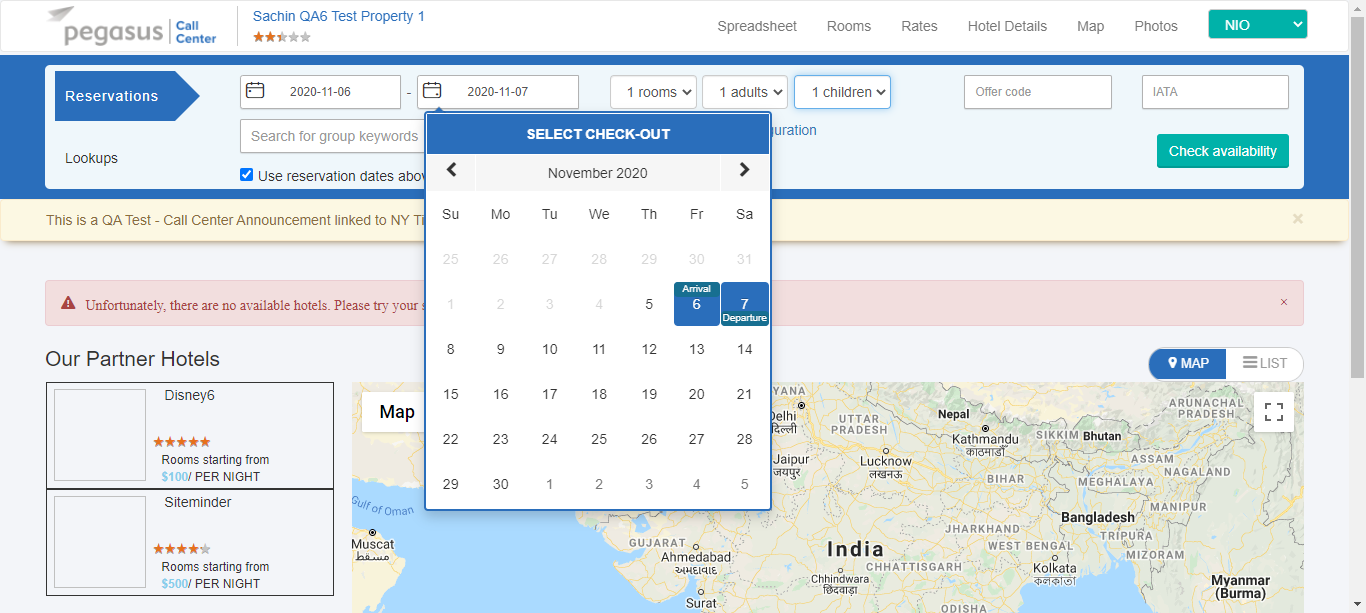 pegasus Call Center
Sachin QA6 Test Property 1
Spreadsheet Rooms Rates Hotel Details Map Photos NIO
Reservations
2020-11-06 - 2020-11-07 1 rooms 1 adults 1 children Offer code IATA
Search for group keywords
Check availability
Lookups
Use reservation dates
SELECT CHECK-OUT
November 2020
Su Mo Tu We Th Fr Sa
25 26 27 28 29 30 31
Arrival
1 2 3 4 5 6 7
Departure
8 9 10 11 12 13 14
15 16 17 18 19 20 21
22 23 24 25 26 27 28
29 30 1 2 3 4 5
This is a QA Test - Call Center Announcement linked to NY
×
Unfortunately, there are no available hotels. Please try your
×
Our Partner Hotels
MAP LIST
Disney6
Rooms starting from
$100/ PER NIGHT
Siteminder
Rooms starting from
$500/ PER NIGHT
Map
Gulf of Oman
Muscat
مسقط
Jaipur
जयपुर
UTTAR
PRADESH
Lucknow
लखनऊ
Nepal
Kathmandu
काठमाडौं
SIKKIM Bhutan
ARUNACHAL
PRADESH
ASSAM
NAGALAND
BIHAR
MEGHALAYA
MANIPUR
Bangladesh
TRIPURA
MIZORAM
JHARKHAND
WEST BENGAL
GUJARAT
Ahmedabad
અમદાવાદ
India
CHHATTISGARH
Chhindwara
छिंदवाड़ा
Kolkata
কলকাতা
Myanmar
(Burma)
Surat
ODISHA